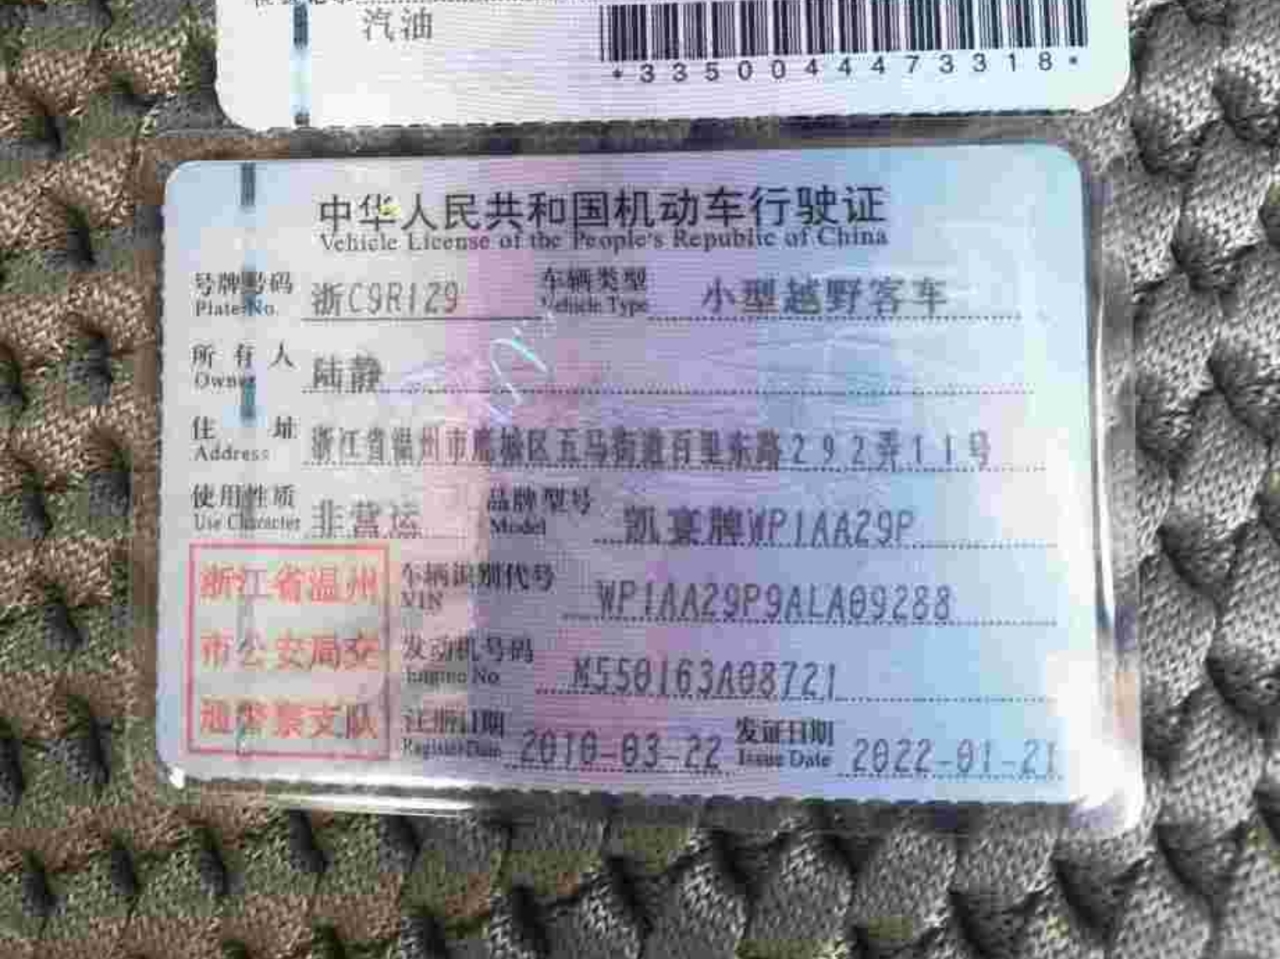 汽油
*3350044473318*
中华人民共和国机动车行驶证
Vehicle License of the People's Republic of China
号牌号码 浙C9R129 车辆类型 小型越野客车
Plate No. Vehicle Type
所有人 陆静
Owner
住址 浙江省温州市鹿城区五马街道百里东路292弄11号
Address
使用性质 非营运 品牌型号 凯宴牌WP1AA29P
Use Character Model
浙江省温州 车辆识别代号 WP1AA29P9ALA09288
VIN
市公安局交 发动机号码 M550163A08721
Engine No
通警察支队 注册日期 2010-03-22 发证日期 2022-01-21
Register Date Issue Date